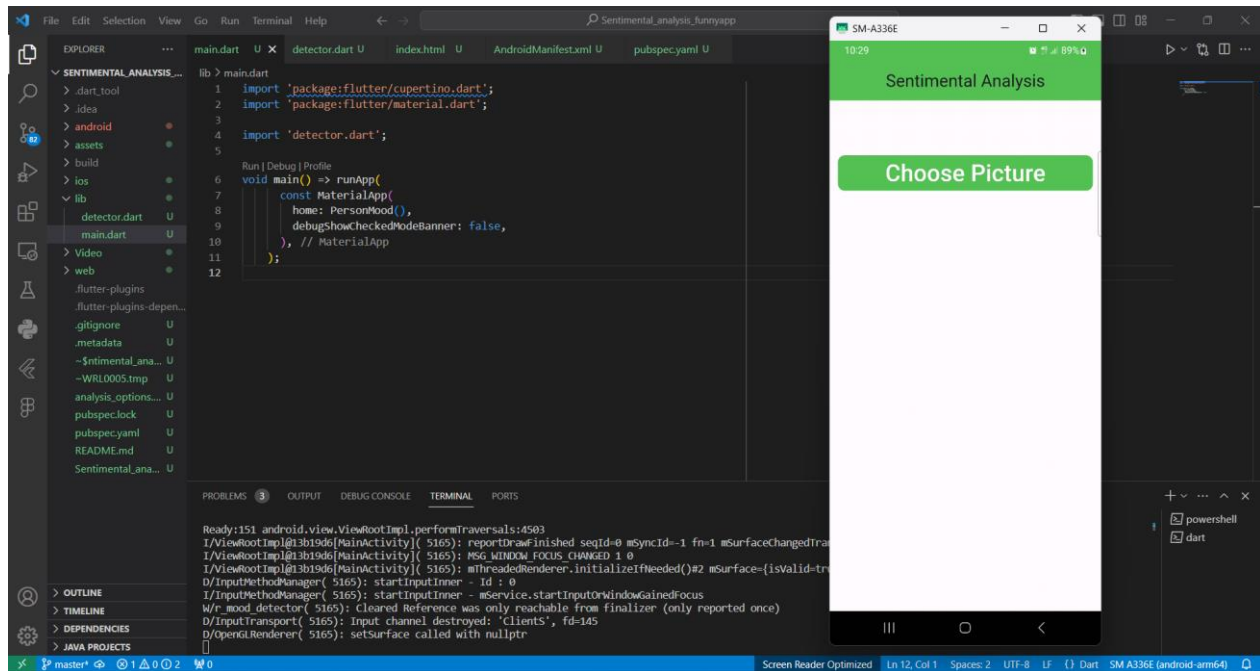 File Edit Selection View Go Run Terminal Help
Sentimental_analysis_funnyapp
EXPLORER
SENTIMENTAL_ANALYSIS_...
.dart_tool
.idea
android
assets
build
ios
lib
detector.dart U
main.dart U
Video
web
.flutter-plugins
.flutter-plugins-depen...
.gitignore U
.metadata U
~$ntimental_ana... U
~WRL0005.tmp U
analysis_options.... U
pubspec.lock U
pubspec.yaml U
README.md U
Sentimental_ana... U
OUTLINE
TIMELINE
DEPENDENCIES
JAVA PROJECTS
82
main.dart U detector.dart U index.html U AndroidManifest.xml U pubspec.yaml U
lib > main.dart
1 import 'package:flutter/cupertino.dart';
2 import 'package:flutter/material.dart';
3
4 import 'detector.dart';
5
Run | Debug | Profile
6 void main() => runApp(
7 const MaterialApp(
8 home: PersonMood(),
9 debugShowCheckedModeBanner: false,
10 ), // MaterialApp
11 );
12
PROBLEMS 3 OUTPUT DEBUG CONSOLE TERMINAL PORTS
Ready:151 android.view.ViewRootImpl.performTraversals:4503
I/ViewRootImpl@13b19d6[MainActivity]( 5165): reportDrawFinished seqId=0 mSyncId=-1 fn=1 mSurfaceChangedTra
I/ViewRootImpl@13b19d6[MainActivity]( 5165): MSG_WINDOW_FOCUS_CHANGED 1 0
I/ViewRootImpl@13b19d6[MainActivity]( 5165): mThreadedRenderer.initializeIfNeeded()#2 mSurface={isValid=tru
D/InputMethodManager( 5165): startInputInner - Id : 0
I/InputMethodManager( 5165): startInputInner - mService.startInputOrWindowGainedFocus
W/r_mood_detector( 5165): Cleared Reference was only reachable from finalizer (only reported once)
D/InputTransport( 5165): Input channel destroyed: 'ClientS', fd=145
D/OpenGLRenderer( 5165): setSurface called with nullptr
powershell
dart
SM-A336E
10:29 89%
Sentimental Analysis
Choose Picture
master* 1 0 2 0 Screen Reader Optimized Ln 12, Col 1 Spaces: 2 UTF-8 LF {} Dart SM A336E (android-arm64)